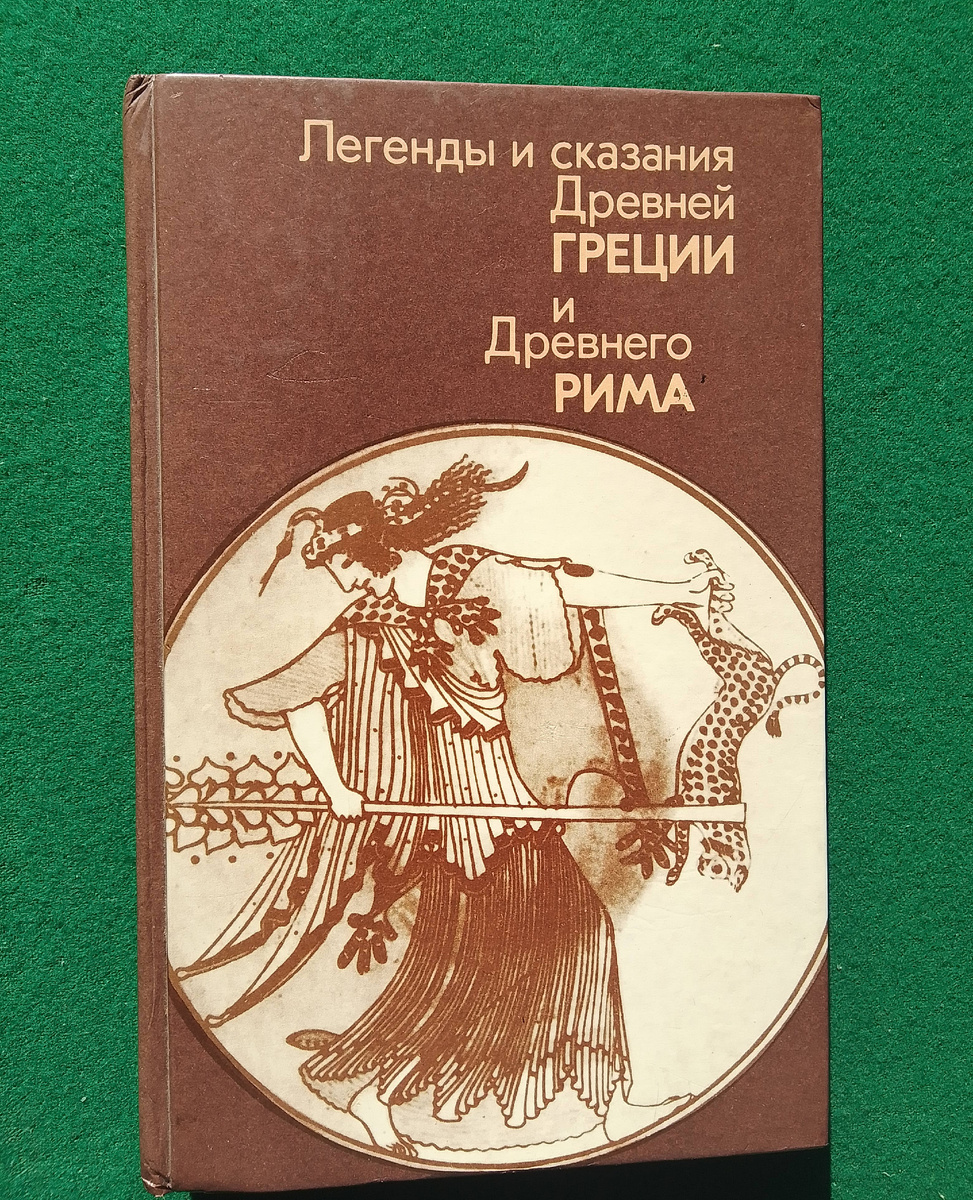 Легенды и сказания
Древней
ГРЕЦИИ
и
Древнего
РИМА